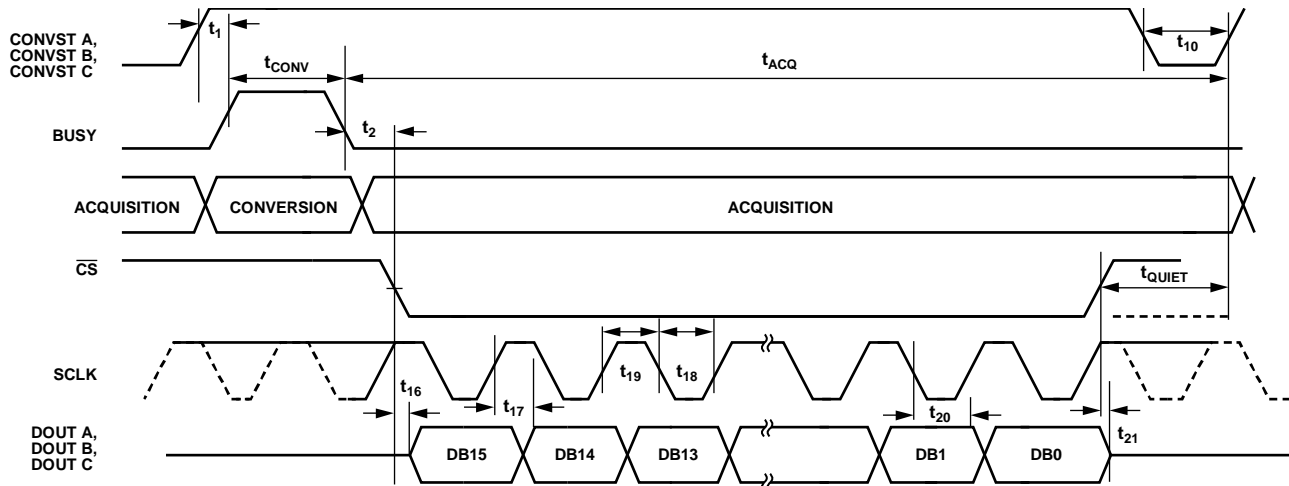 CONVST A,
CONVST B,
CONVST C
t1
tCONV
tACQ
t10
BUSY
t2
ACQUISITION
CONVERSION
ACQUISITION
CS
tQUIET
SCLK
t16
t17
t19
t18
t20
t21
DOUT A,
DOUT B,
DOUT C
DB15
DB14
DB13
DB1
DB0